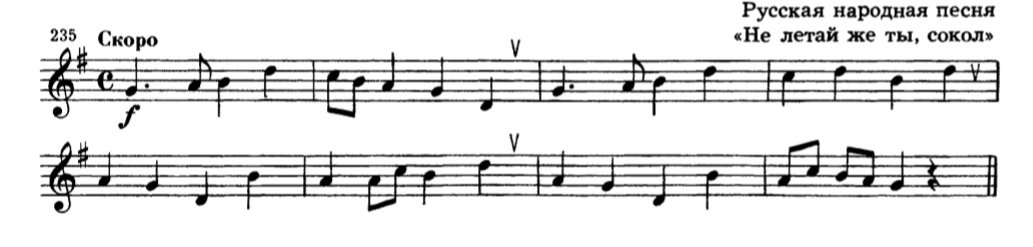 Русская народная песня
235 Скоро
«Не летай же ты, сокол»
f